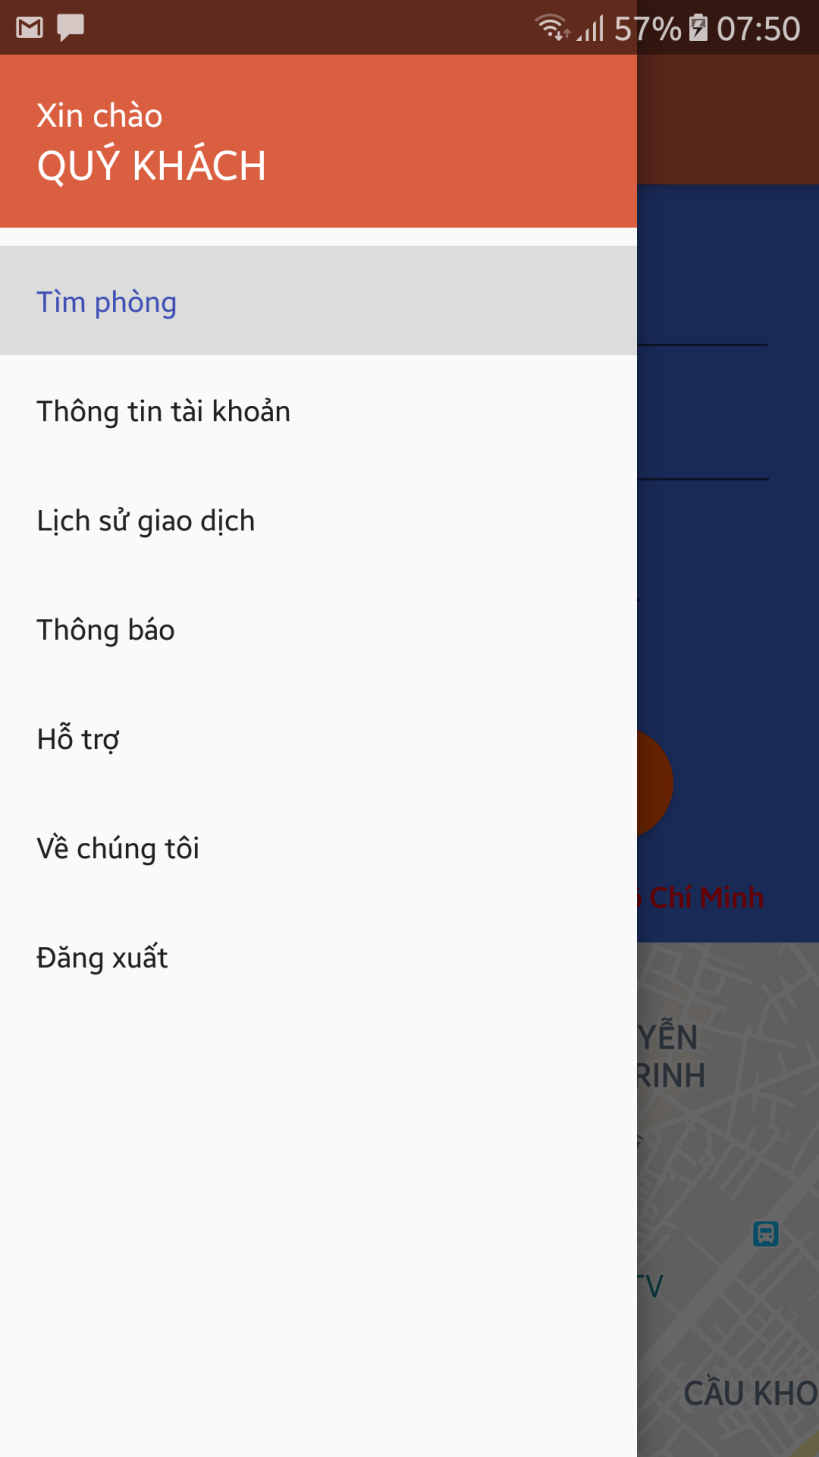 57% 07:50
Xin chào
QUÝ KHÁCH
Tìm phòng
Thông tin tài khoản
Lịch sử giao dịch
Thông báo
Hỗ trợ
Về chúng tôi
Đăng xuất
Chí Minh
YỄN
RINH
TV
CẦU KHO